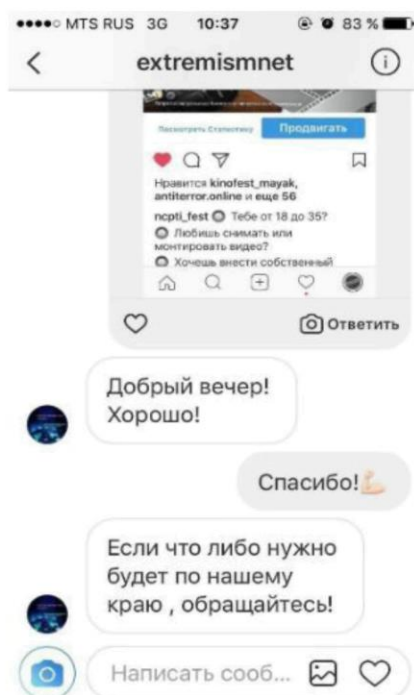 MTS RUS 3G 10:37 83 %
extremismnet
Посмотреть Статистику Продвигать
Нравится kinofest_mayak,
antiterror.online и еще 56
ncpti_fest Тебе от 18 до 35?
Любишь снимать или
монтировать видео?
Хочешь внести собственный
Ответить
Добрый вечер!
Хорошо!
Спасибо!💪🏻
Если что либо нужно
будет по нашему
краю , обращайтесь!
Написать сооб...